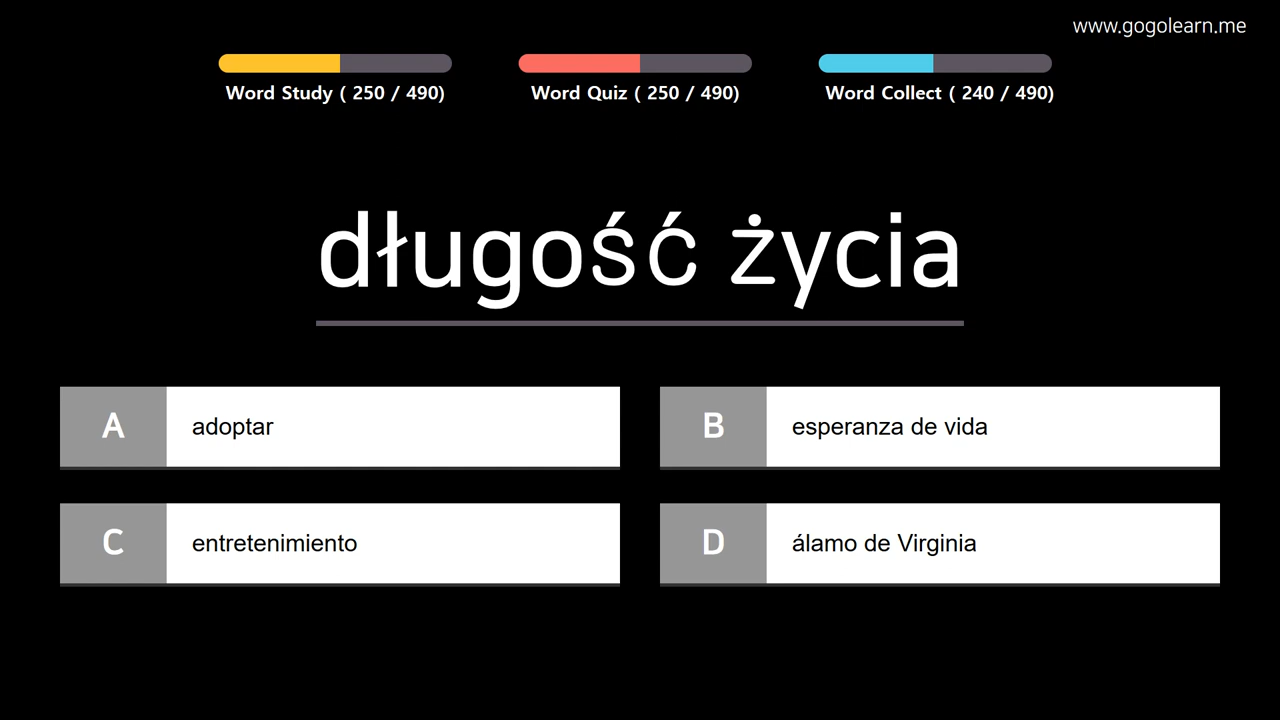 www.gogolearn.me
Word Study ( 250 / 490)
Word Quiz ( 250 / 490)
Word Collect ( 240 / 490)
długość życia
A adoptar
B esperanza de vida
C entretenimiento
D álamo de Virginia